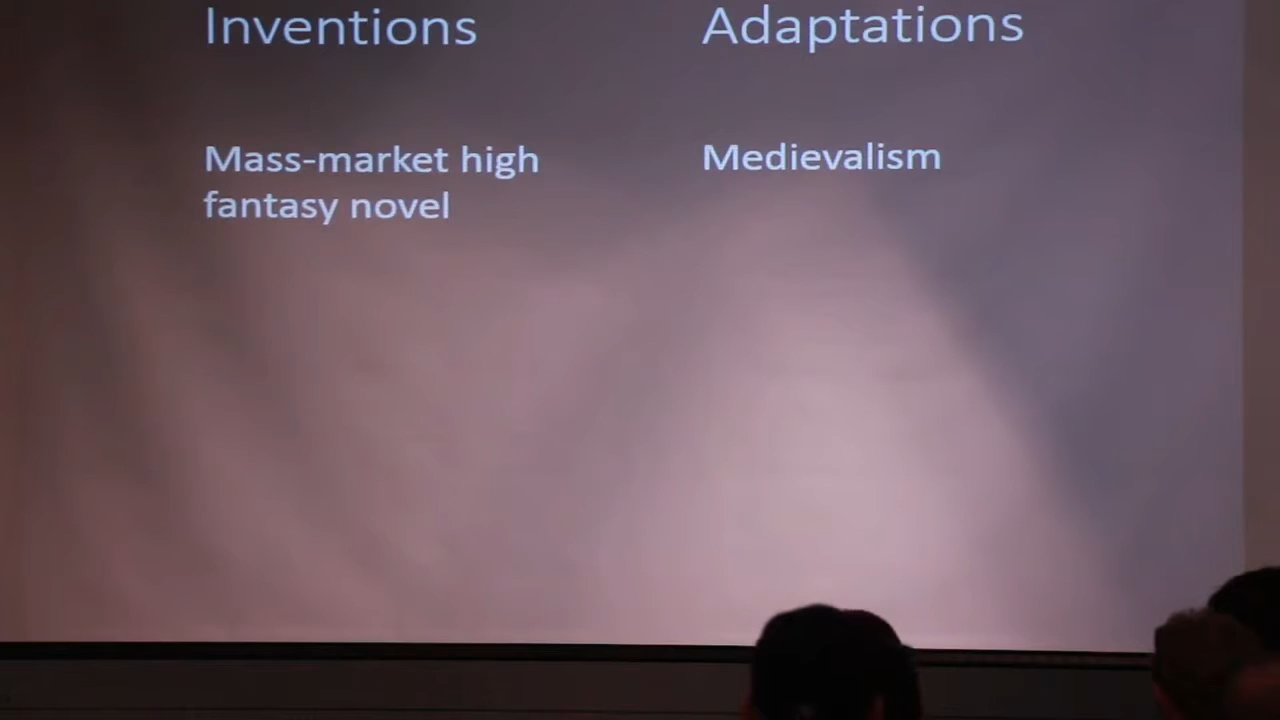 Inventions
Adaptations
Mass-market high
fantasy novel
Medievalism